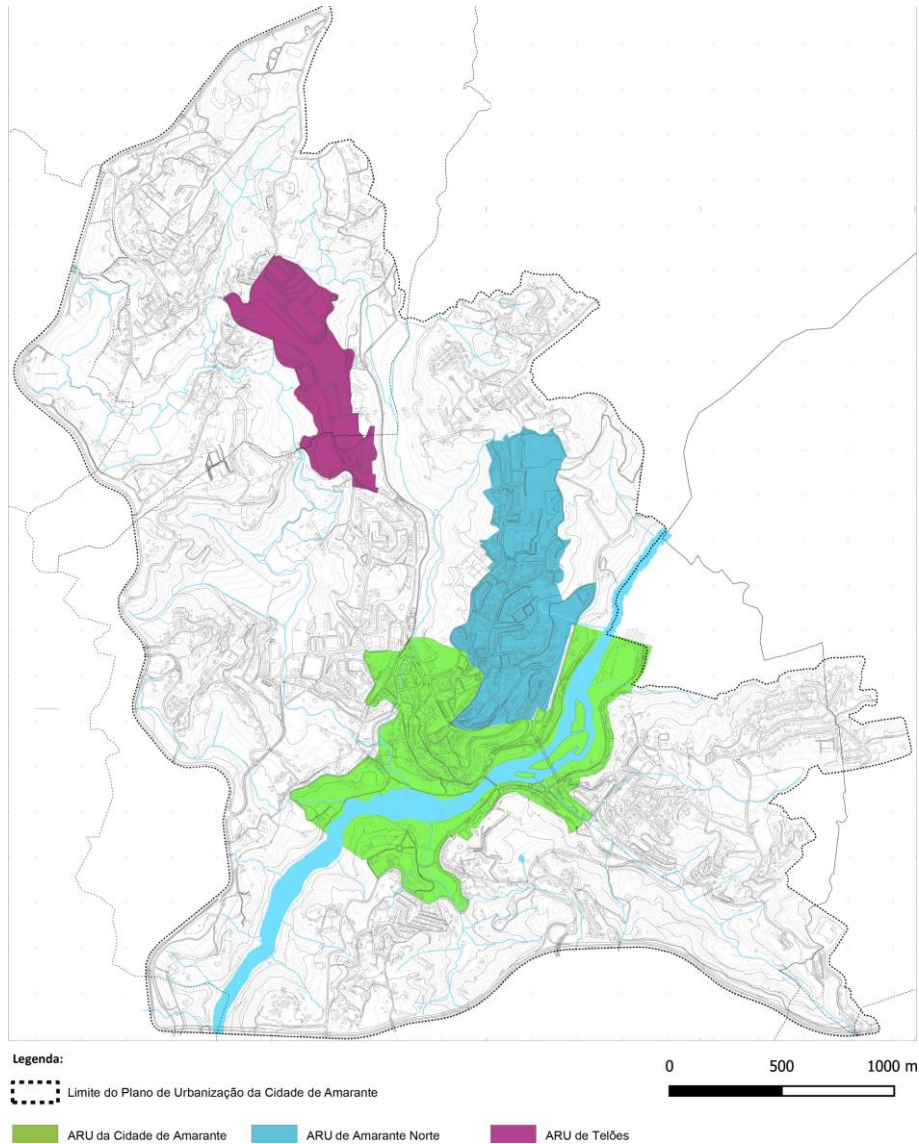 Legenda:
0 500 1000 m
Limite do Plano de Urbanização da Cidade de Amarante
ARU da Cidade de Amarante ARU de Amarante Norte ARU de Telões